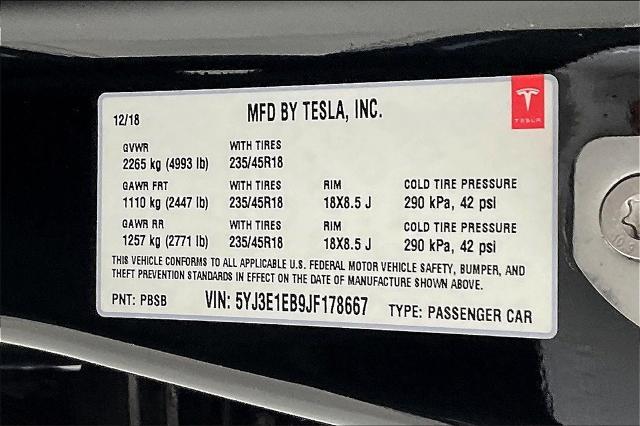 12/18 MFD BY TESLA, INC.
TESLA
GVWR WITH TIRES
2265 kg (4993 lb) 235/45R18
GAWR FRT WITH TIRES RIM COLD TIRE PRESSURE
1110 kg (2447 lb) 235/45R18 18X8.5 J 290 kPa, 42 psi
GAWR RR WITH TIRES RIM COLD TIRE PRESSURE
1257 kg (2771 lb) 235/45R18 18X8.5 J 290 kPa, 42 psi
THIS VEHICLE CONFORMS TO ALL APPLICABLE U.S. FEDERAL MOTOR VEHICLE SAFETY, BUMPER, AND
THEFT PREVENTION STANDARDS IN EFFECT ON THE DATE OF MANUFACTURE SHOWN ABOVE.
PNT: PBSB VIN: 5YJ3E1EB9JF178667 TYPE: PASSENGER CAR